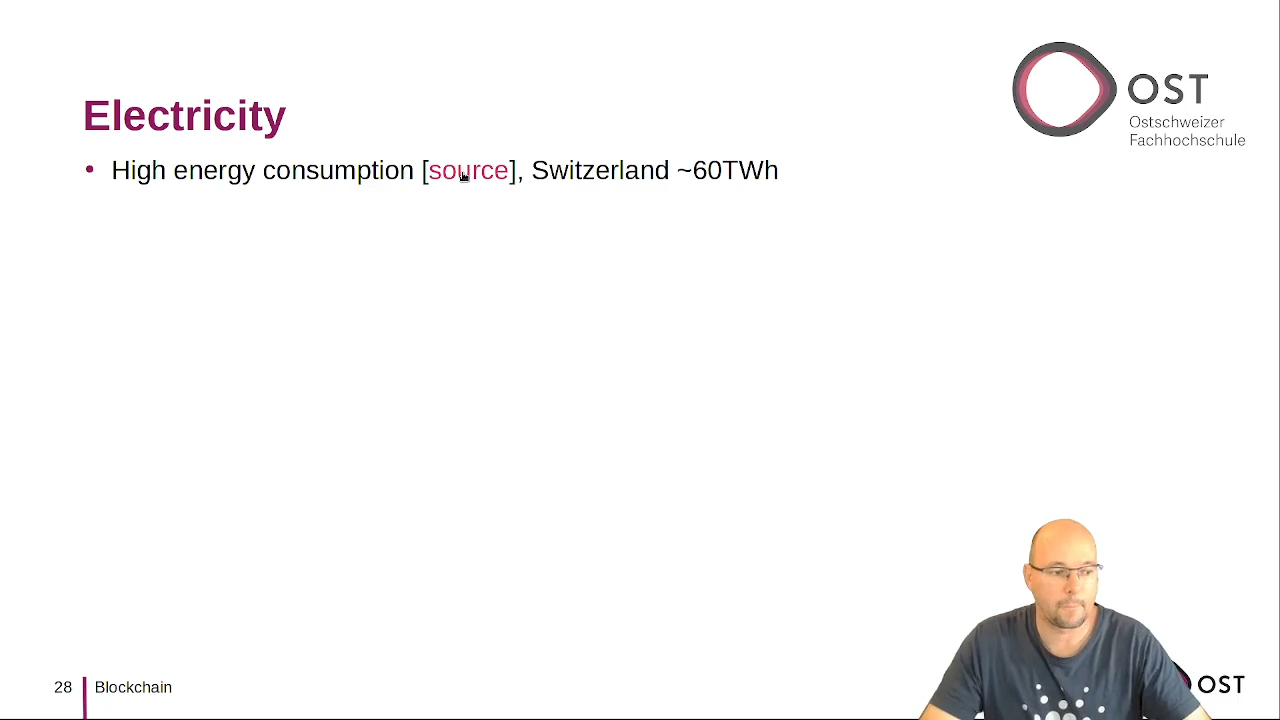 OST
Ostschweizer
Fachhochschule
Electricity
• High energy consumption [source], Switzerland ~60TWh
28 Blockchain
OST